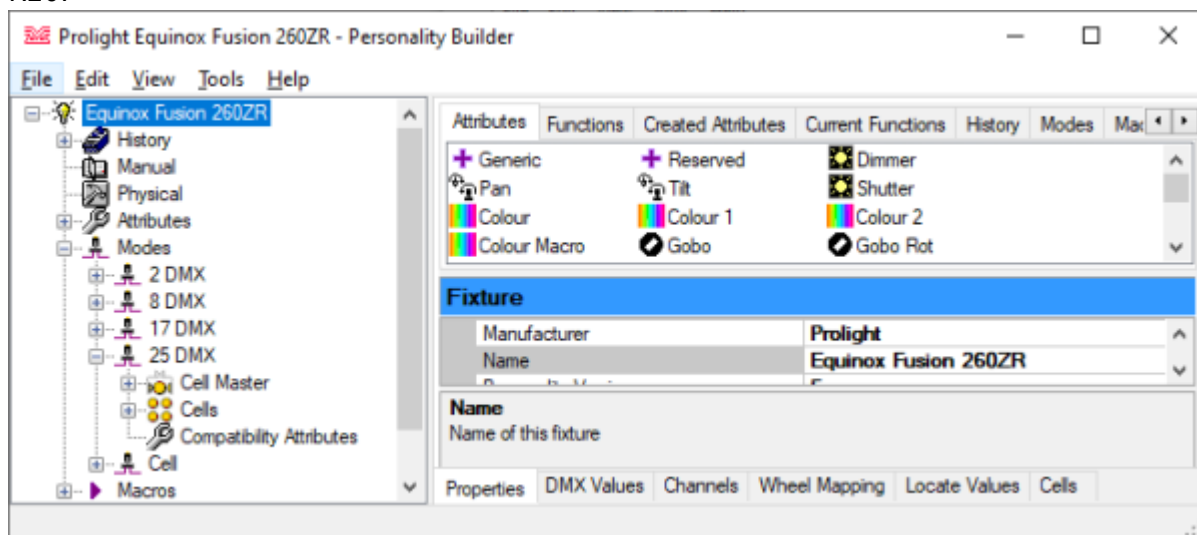 Prolight Equinox Fusion 260ZR - Personality Builder
File Edit View Tools Help
Equinox Fusion 260ZR
History
Manual
Physical
Attributes
Modes
2 DMX
8 DMX
17 DMX
25 DMX
Cell Master
Cells
Compatibility Attributes
Cell
Macros
Attributes Functions Created Attributes Current Functions History Modes
Generic Reserved Dimmer
Pan Tilt Shutter
Colour Colour 1 Colour 2
Colour Macro Gobo Gobo Rot
Fixture
Manufacturer Prolight
Name Equinox Fusion 260ZR
Name
Name of this fixture
Properties DMX Values Channels Wheel Mapping Locate Values Cells